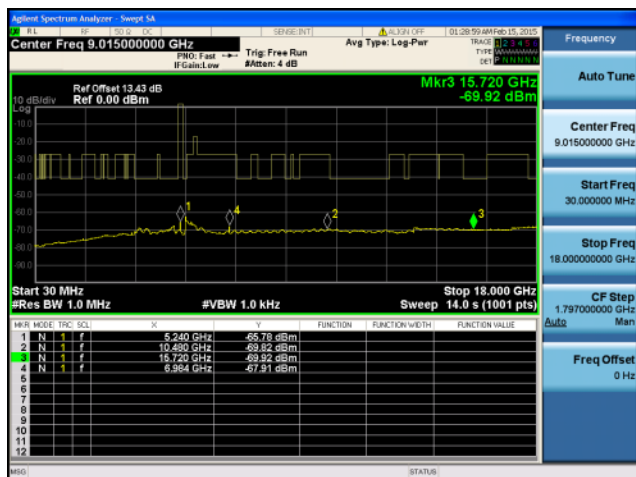 Agilent Spectrum Analyzer - Swept SA
RL RF 50 Ω DC SENSE:INT ALIGN OFF 01:28:59 AM Feb 15, 2015
Center Freq 9.015000000 GHz
PNO: Fast
IFGain:Low
Trig: Free Run
#Atten: 4 dB
Avg Type: Log-Pwr
TRACE 1 2 3 4 5 6
TYPE
DET P N N N N N
Ref Offset 13.43 dB
Ref 0.00 dBm
10 dB/div
Log
Mkr3 15.720 GHz
-69.92 dBm
-10.0
-20.0
-30.0
-40.0
-50.0
-60.0
-70.0
-80.0
-90.0
1
4
2
3
Start 30 MHz
Stop 18.000 GHz
#Res BW 1.0 MHz
#VBW 1.0 kHz
Sweep 14.0 s (1001 pts)
MKR MODE TRC SCL X Y FUNCTION FUNCTION WIDTH FUNCTION VALUE
1 N 1 f 5.240 GHz -65.78 dBm
2 N 1 f 10.480 GHz -69.82 dBm
3 N 1 f 15.720 GHz -69.92 dBm
4 N 1 f 6.984 GHz -67.91 dBm
5
6
7
8
9
10
11
12
MSG
STATUS
Frequency
Auto Tune
Center Freq
9.015000000 GHz
Start Freq
30.000000 MHz
Stop Freq
18.000000000 GHz
CF Step
1.797000000 GHz
Auto Man
Freq Offset
0 Hz